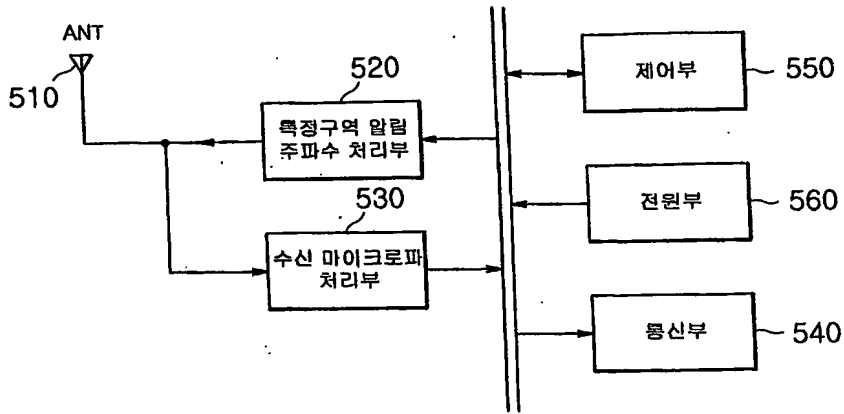 ANT
510
520
특정구역 알림
주파수 처리부
530
수신 마이크로파
처리부
제어부
550
전원부
560
통신부
540